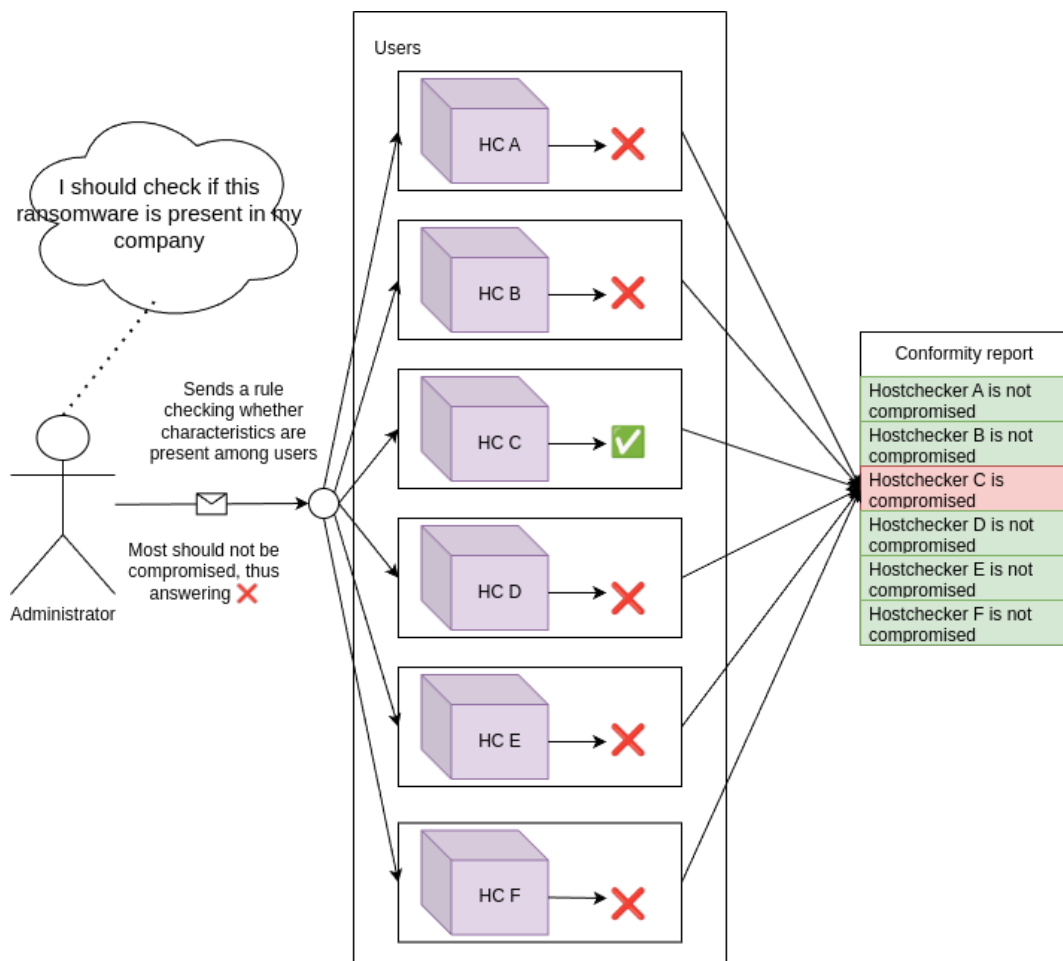 Users
I should check if this
ransomware is present in my
company
HC A
HC B
HC C
HC D
HC E
HC F
Sends a rule
checking whether
characteristics are
present among users
Most should not be
compromised, thus
answering ❌
Administrator
Conformity report
Hostchecker A is not
compromised
Hostchecker B is not
compromised
Hostchecker C is
compromised
Hostchecker D is not
compromised
Hostchecker E is not
compromised
Hostchecker F is not
compromised